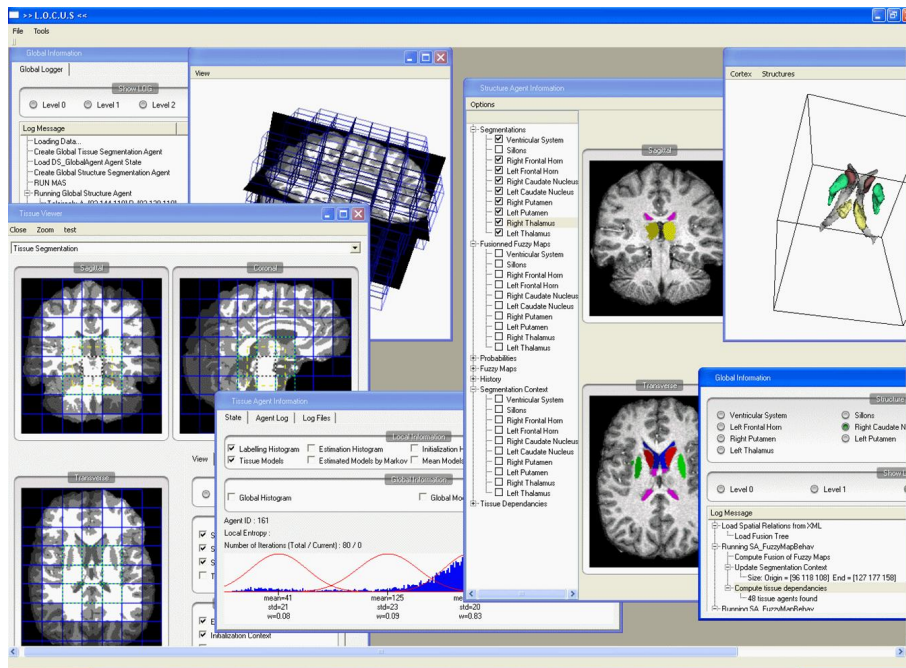 >> L.O.C.U.S <<
File Tools
Global Information
Global Logger
Show LOG
Level 0 Level 1 Level 2
Log Message
Loading Data...
Create Global Tissue Segmentation Agent
Load DS_GlobalAgent Agent State
Create Global Structure Segmentation Agent
RUN MAS
Running Global Structure Agent
View
Tissue Viewer
Close Zoom test
Tissue Segmentation
Sagittal
Coronal
Transverse
View
Initialization Context
Tissue Agent Information
State Agent Log Log Files
Local Information
Labelling Histogram Estimation Histogram
Tissue Models Estimated Models by Markov Mean Models
Global Information
Global Histogram
Agent ID : 161
Local Entropy :
Number of Iterations (Total / Current) : 80 / 0
mean=41 mean=125
std=21 std=23 std=20
w=0.08 w=0.09 w=0.83
Structure Agent Information
Options
Segmentations
Ventricular System
Sillons
Right Frontal Horn
Left Frontal Horn
Right Caudate Nucleus
Left Caudate Nucleus
Right Putamen
Left Putamen
Right Thalamus
Left Thalamus
Fusionned Fuzzy Maps
Ventricular System
Sillons
Right Frontal Horn
Left Frontal Horn
Right Caudate Nucleus
Left Caudate Nucleus
Right Putamen
Left Putamen
Right Thalamus
Left Thalamus
Probabilities
Fuzzy Maps
History
Segmentation Context
Ventricular System
Sillons
Right Frontal Horn
Left Frontal Horn
Right Caudate Nucleus
Left Caudate Nucleus
Right Putamen
Left Putamen
Right Thalamus
Left Thalamus
Tissue Dependancies
Sagittal
Transverse
Cortex Structures
Global Information
Structure
Ventricular System Sillons
Left Frontal Horn Right Caudate N
Right Putamen Left Putamen
Left Thalamus
Level 0 Level 1
Log Message
Load Spatial Relations from XML
Load Fusion Tree
Running SA_FuzzyMapBehav
Compute Fusion of Fuzzy Maps
Update Segmentation Context
Size: Origin = [96 118 108] End = [127 177 158]
Compute tissue dependancies
48 tissue agents found
Running SA_FuzzyMapBehav